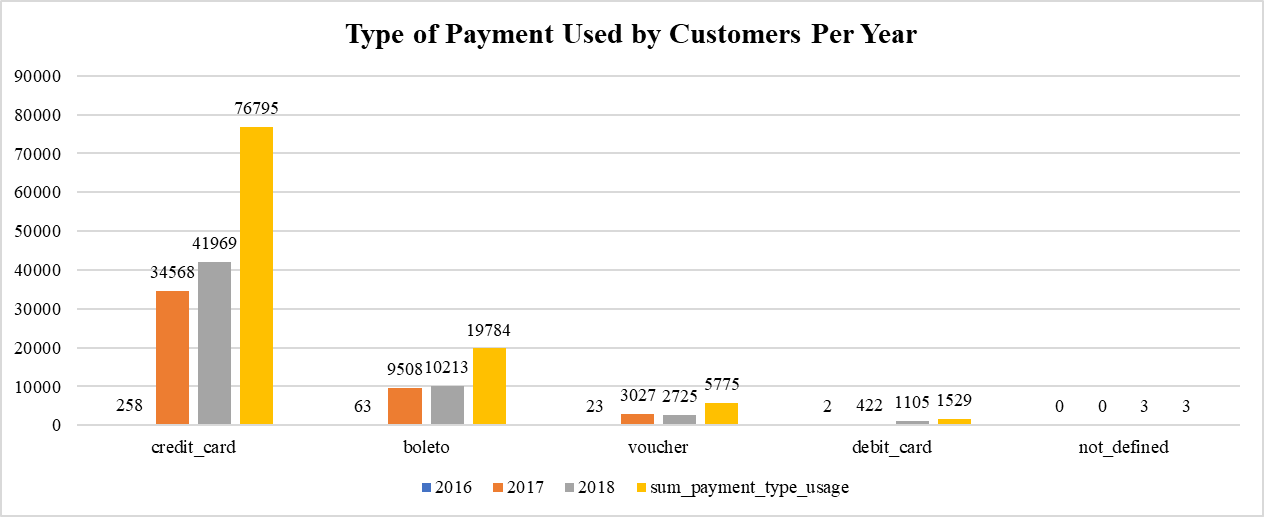 Type of Payment Used by Customers Per Year
90000
80000
70000
60000
50000
40000
30000
20000
10000
0
258 34568 41969 76795
63 9508 10213 19784
23 3027 2725 5775
2 422 1105 1529
0 0 3 3
credit_card boleto voucher debit_card not_defined
2016 2017 2018 sum_payment_type_usage